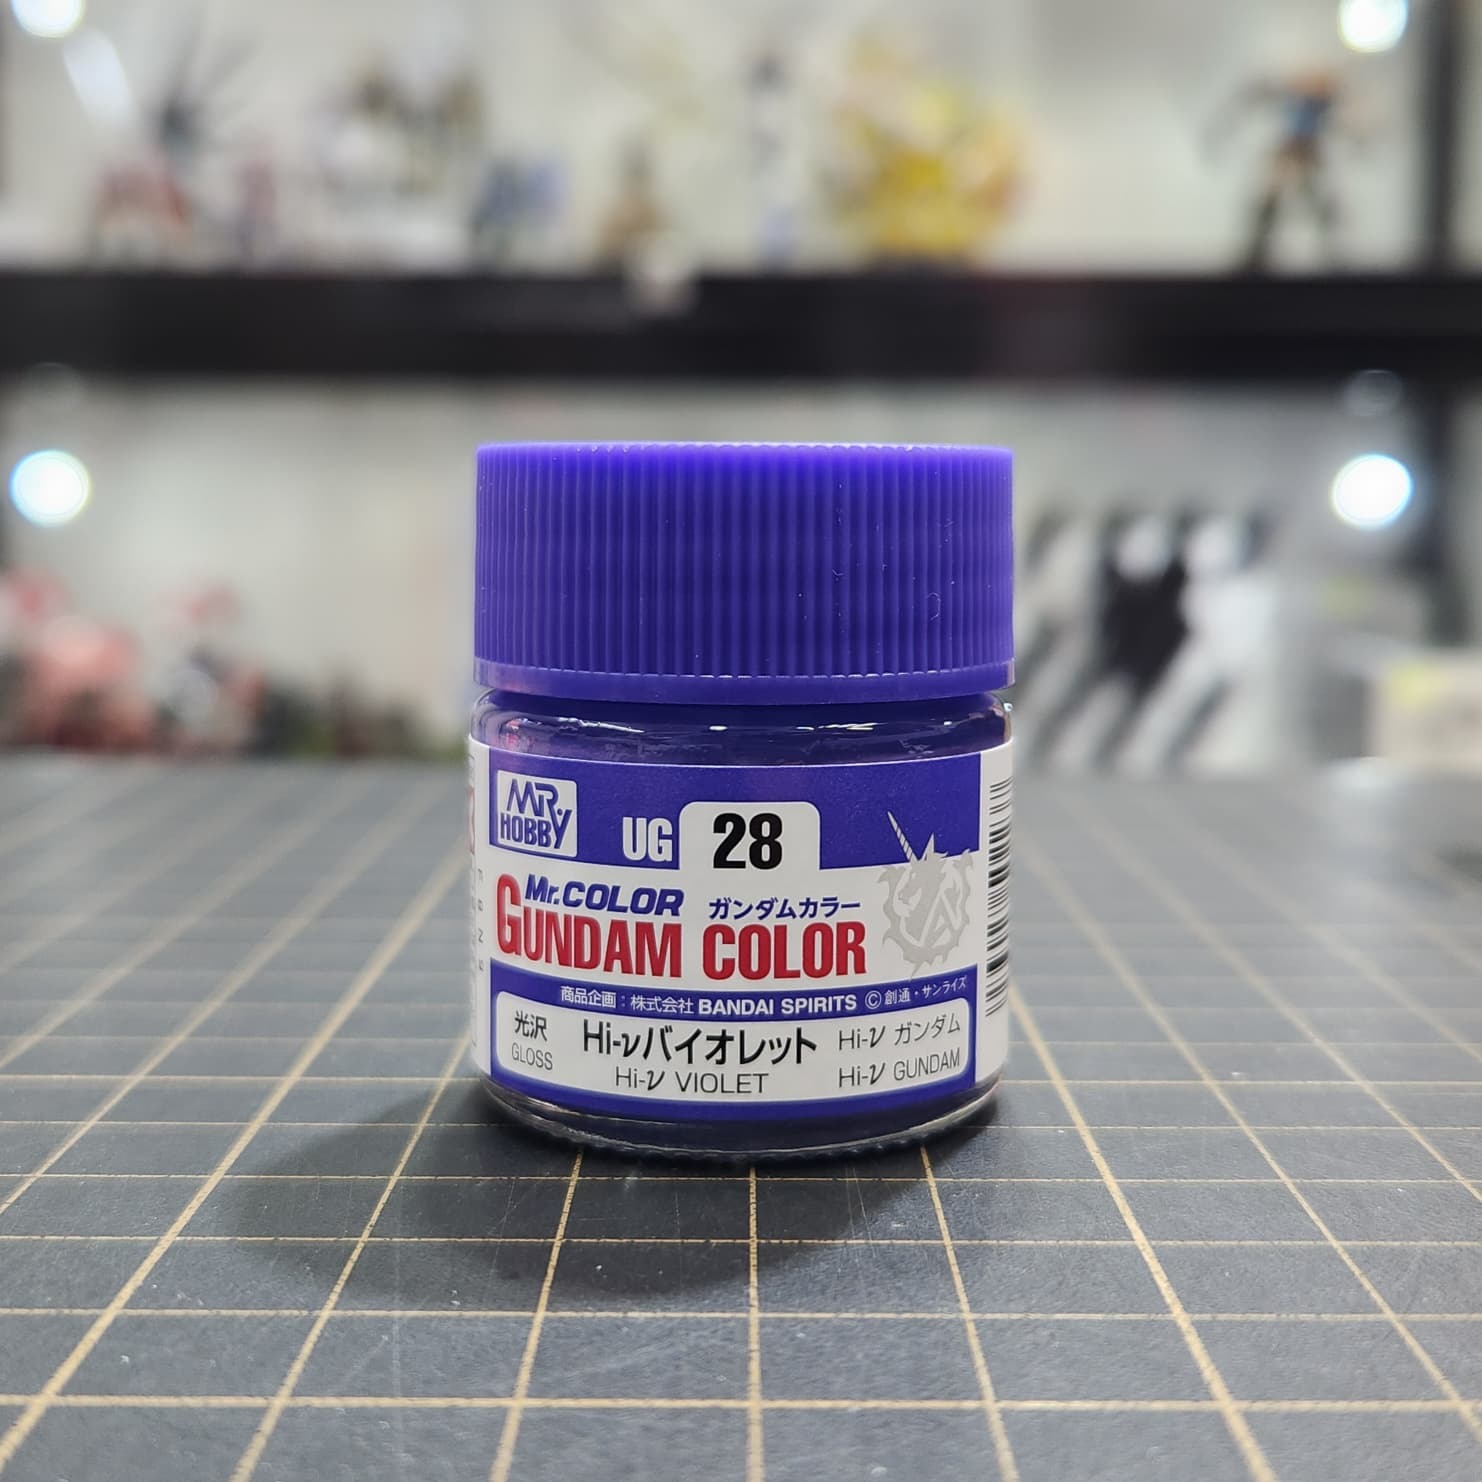 MR. HOBBY
UG 28
Mr. COLOR ガンダムカラー
GUNDAM COLOR
商品企画：株式会社 BANDAI SPIRITS ©創通・サンライズ
光沢 Hi-νバイオレット Hi-ν ガンダム
GLOSS Hi-ν VIOLET Hi-ν GUNDAM